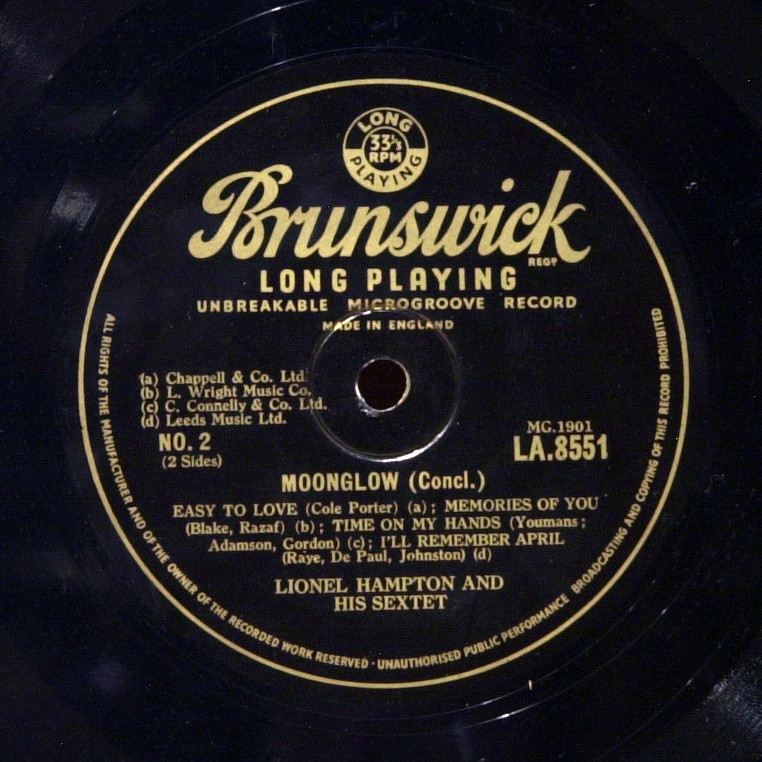 LONG
33⅓
RPM
PLAYING
Brunswick
REGD
LONG PLAYING
UNBREAKABLE MICROGROOVE RECORD
MADE IN ENGLAND
(a) Chappell & Co. Ltd.
(b) L. Wright Music Co.
(c) C. Connelly & Co. Ltd.
(d) Leeds Music Ltd.
NO. 2
(2 Sides)
MG.1901
LA.8551
MOONGLOW (Concl.)
EASY TO LOVE (Cole Porter) (a) ; MEMORIES OF YOU
(Blake, Razaf) (b) ; TIME ON MY HANDS (Youmans ;
Adamson, Gordon) (c) ; I'LL REMEMBER APRIL
(Raye, De Paul, Johnston) (d)
LIONEL HAMPTON AND
HIS SEXTET
ALL RIGHTS OF THE MANUFACTURER AND OF THE OWNER OF THE RECORDED WORK RESERVED · UNAUTHORISED PUBLIC PERFORMANCE BROADCASTING AND COPYING OF THIS RECORD PROHIBITED